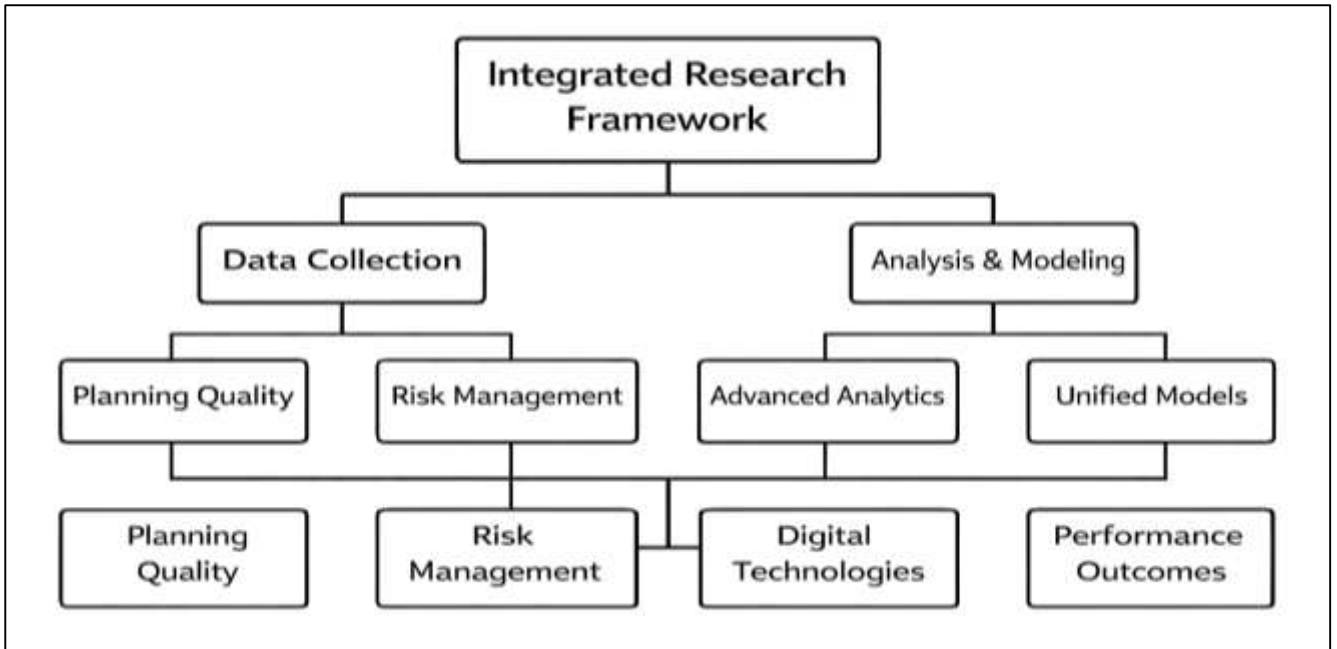 Integrated Research
Framework
Data Collection
Analysis & Modeling
Planning Quality
Risk Management
Advanced Analytics
Unified Models
Planning
Quality
Risk
Management
Digital
Technologies
Performance
Outcomes